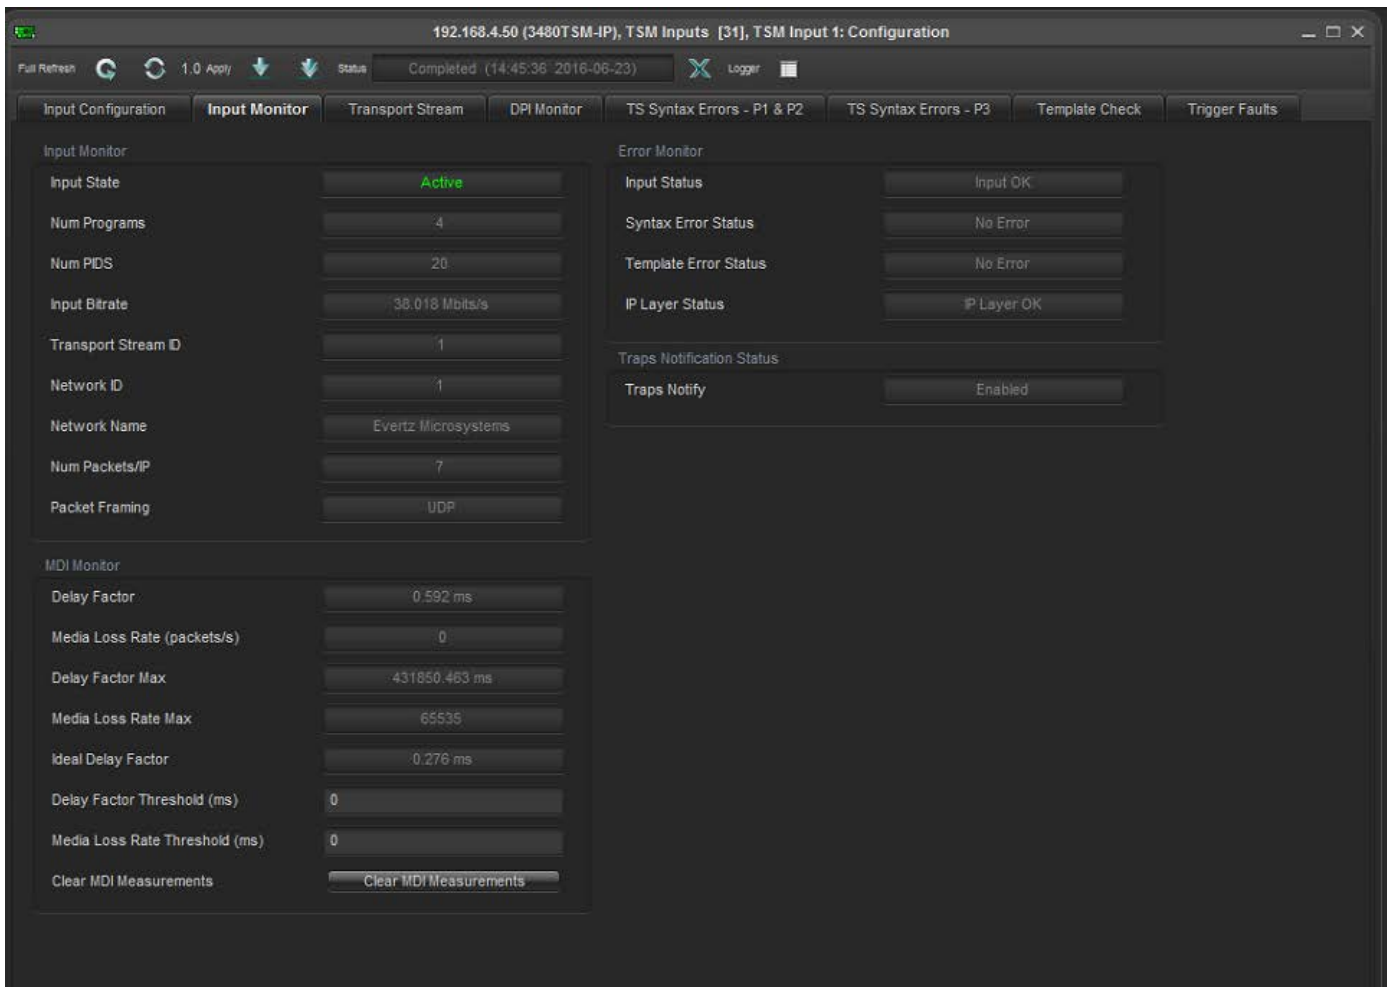 192.168.4.50 (3480TSM-IP), TSM Inputs [31], TSM Input 1: Configuration
Full Refresh 1.0 Apply Status Completed (14:45:36 2016-06-23) Logger
Input Configuration Input Monitor Transport Stream DPI Monitor TS Syntax Errors - P1 & P2 TS Syntax Errors - P3 Template Check Trigger Faults
Input Monitor
Input State Active
Num Programs 4
Num PIDS 20
Input Bitrate 38.018 Mbits/s
Transport Stream ID 1
Network ID 1
Network Name Evertz Microsystems
Num Packets/IP 7
Packet Framing UDP
MDI Monitor
Delay Factor 0.592 ms
Media Loss Rate (packets/s) 0
Delay Factor Max 431850.463 ms
Media Loss Rate Max 65535
Ideal Delay Factor 0.276 ms
Delay Factor Threshold (ms) 0
Media Loss Rate Threshold (ms) 0
Clear MDI Measurements Clear MDI Measurements
Error Monitor
Input Status Input OK
Syntax Error Status No Error
Template Error Status No Error
IP Layer Status IP Layer OK
Traps Notification Status
Traps Notify Enabled